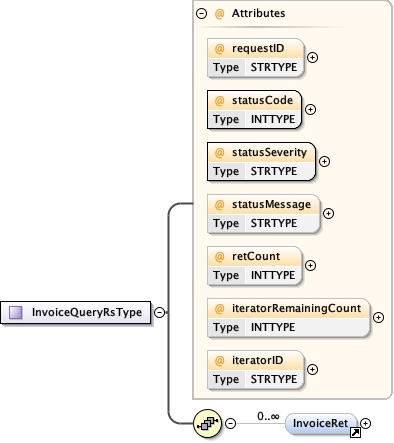 @ Attributes
@ requestID
Type STRTYPE
@ statusCode
Type INTTYPE
@ statusSeverity
Type STRTYPE
@ statusMessage
Type STRTYPE
@ retCount
Type INTTYPE
InvoiceQueryRsType
@ iteratorRemainingCount
Type INTTYPE
@ iteratorID
Type STRTYPE
0..∞
InvoiceRet